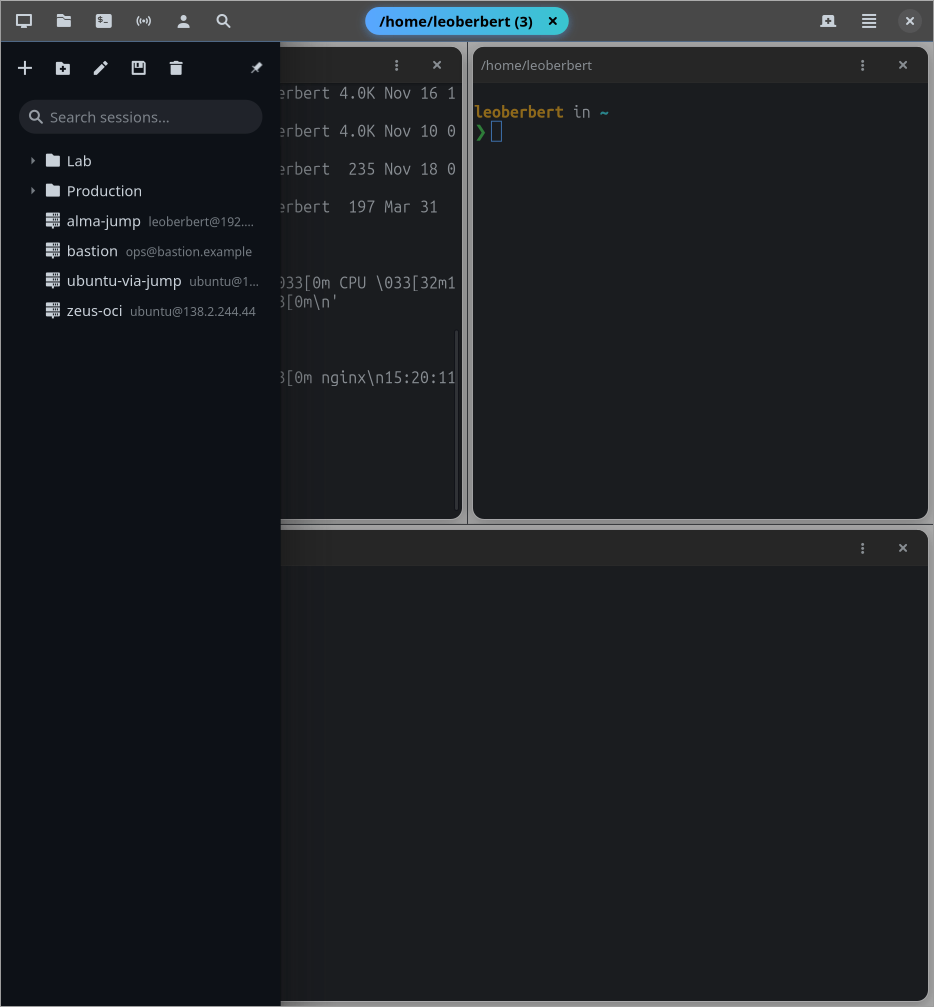 /home/leoberbert (3)
Search sessions...
Lab
Production
alma-jump leoberbert@192....
bastion ops@bastion.example
ubuntu-via-jump ubuntu@1...
zeus-oci ubuntu@138.2.244.44
erbert 4.0K Nov 16 1
erbert 4.0K Nov 10 0
erbert 235 Nov 18 0
erbert 197 Mar 31
033[0m CPU \033[32m1
3[0m\n'
3[0m nginx\n15:20:11
/home/leoberbert
leoberbert in ~
❯